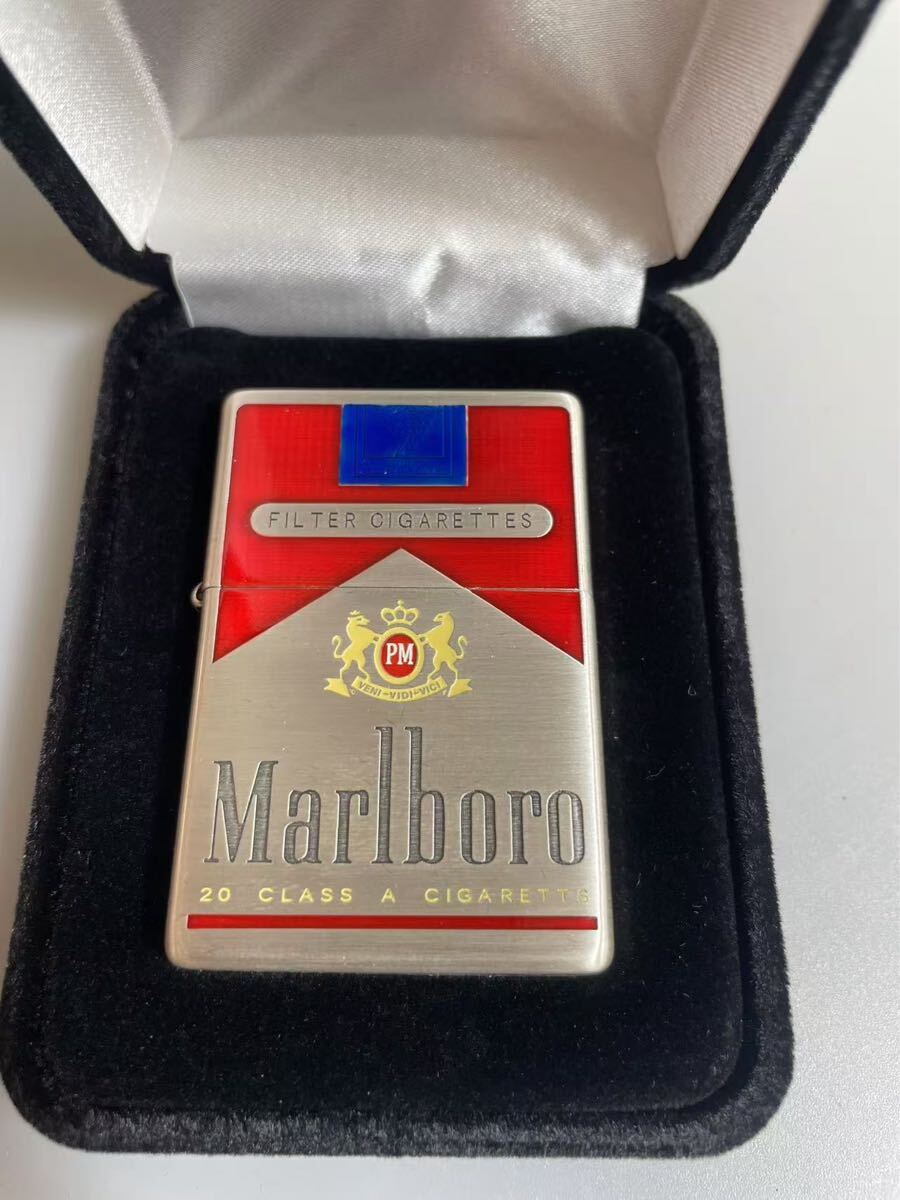 FILTER CIGARETTES
PM
VENI-VIDI-VICI
Marlboro
20 CLASS A CIGARETTS